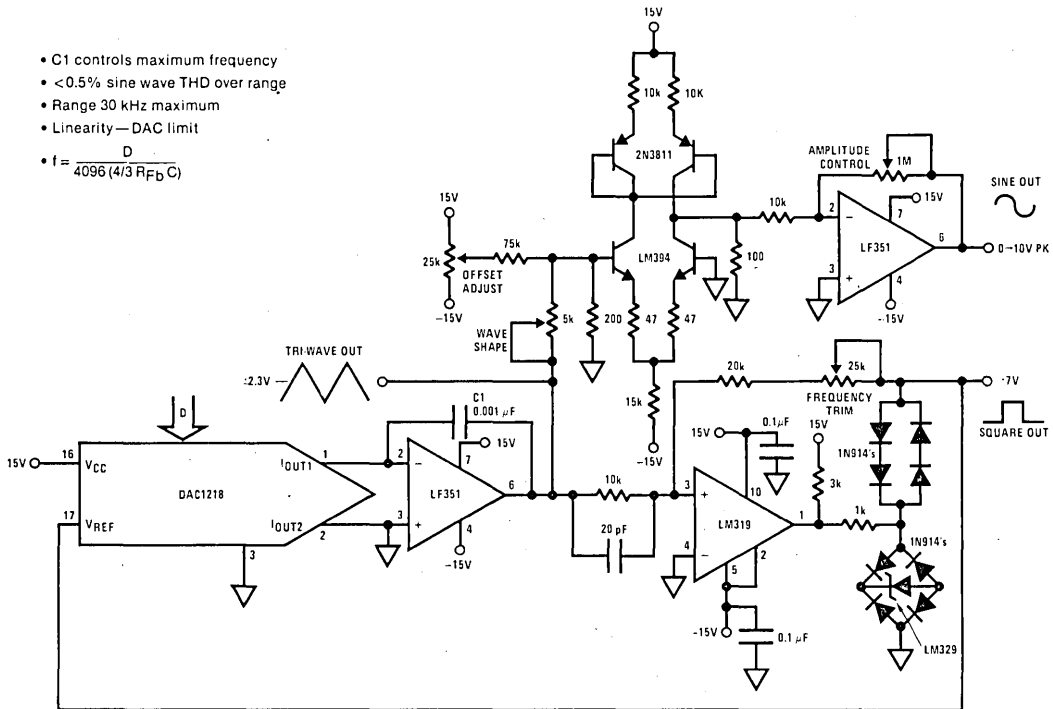 • C1 controls maximum frequency
• <0.5% sine wave THD over range
• Range 30 kHz maximum
• Linearity—DAC limit
• f = D
4096 (4/3 RFb C)
15V
10k
10K
2N3811
AMPLITUDE
CONTROL
1M
15V
SINE OUT
10k
2
−
7
6
LF351
3
+
4
-15V
0→10V PK
15V
75k
25k
OFFSET
ADJUST
-15V
LM394
100
5k
200
47
47
WAVE
SHAPE
TRI-WAVE OUT
±2.3V
15k
-15V
20k
25k
FREQUENCY
TRIM
·7V
SQUARE OUT
C1
0.001 µF
D
15V
16
VCC
DAC1218
17
VREF
IOUT1
1
IOUT2
2
3
15V
2
−
7
LF351
6
3
+
4
-15V
10k
20 pF
15V
0.1µF
15V
3k
3
+
10
LM319
1
4
−
5
2
1k
-15V
0.1 µF
1N914's
1N914's
LM329